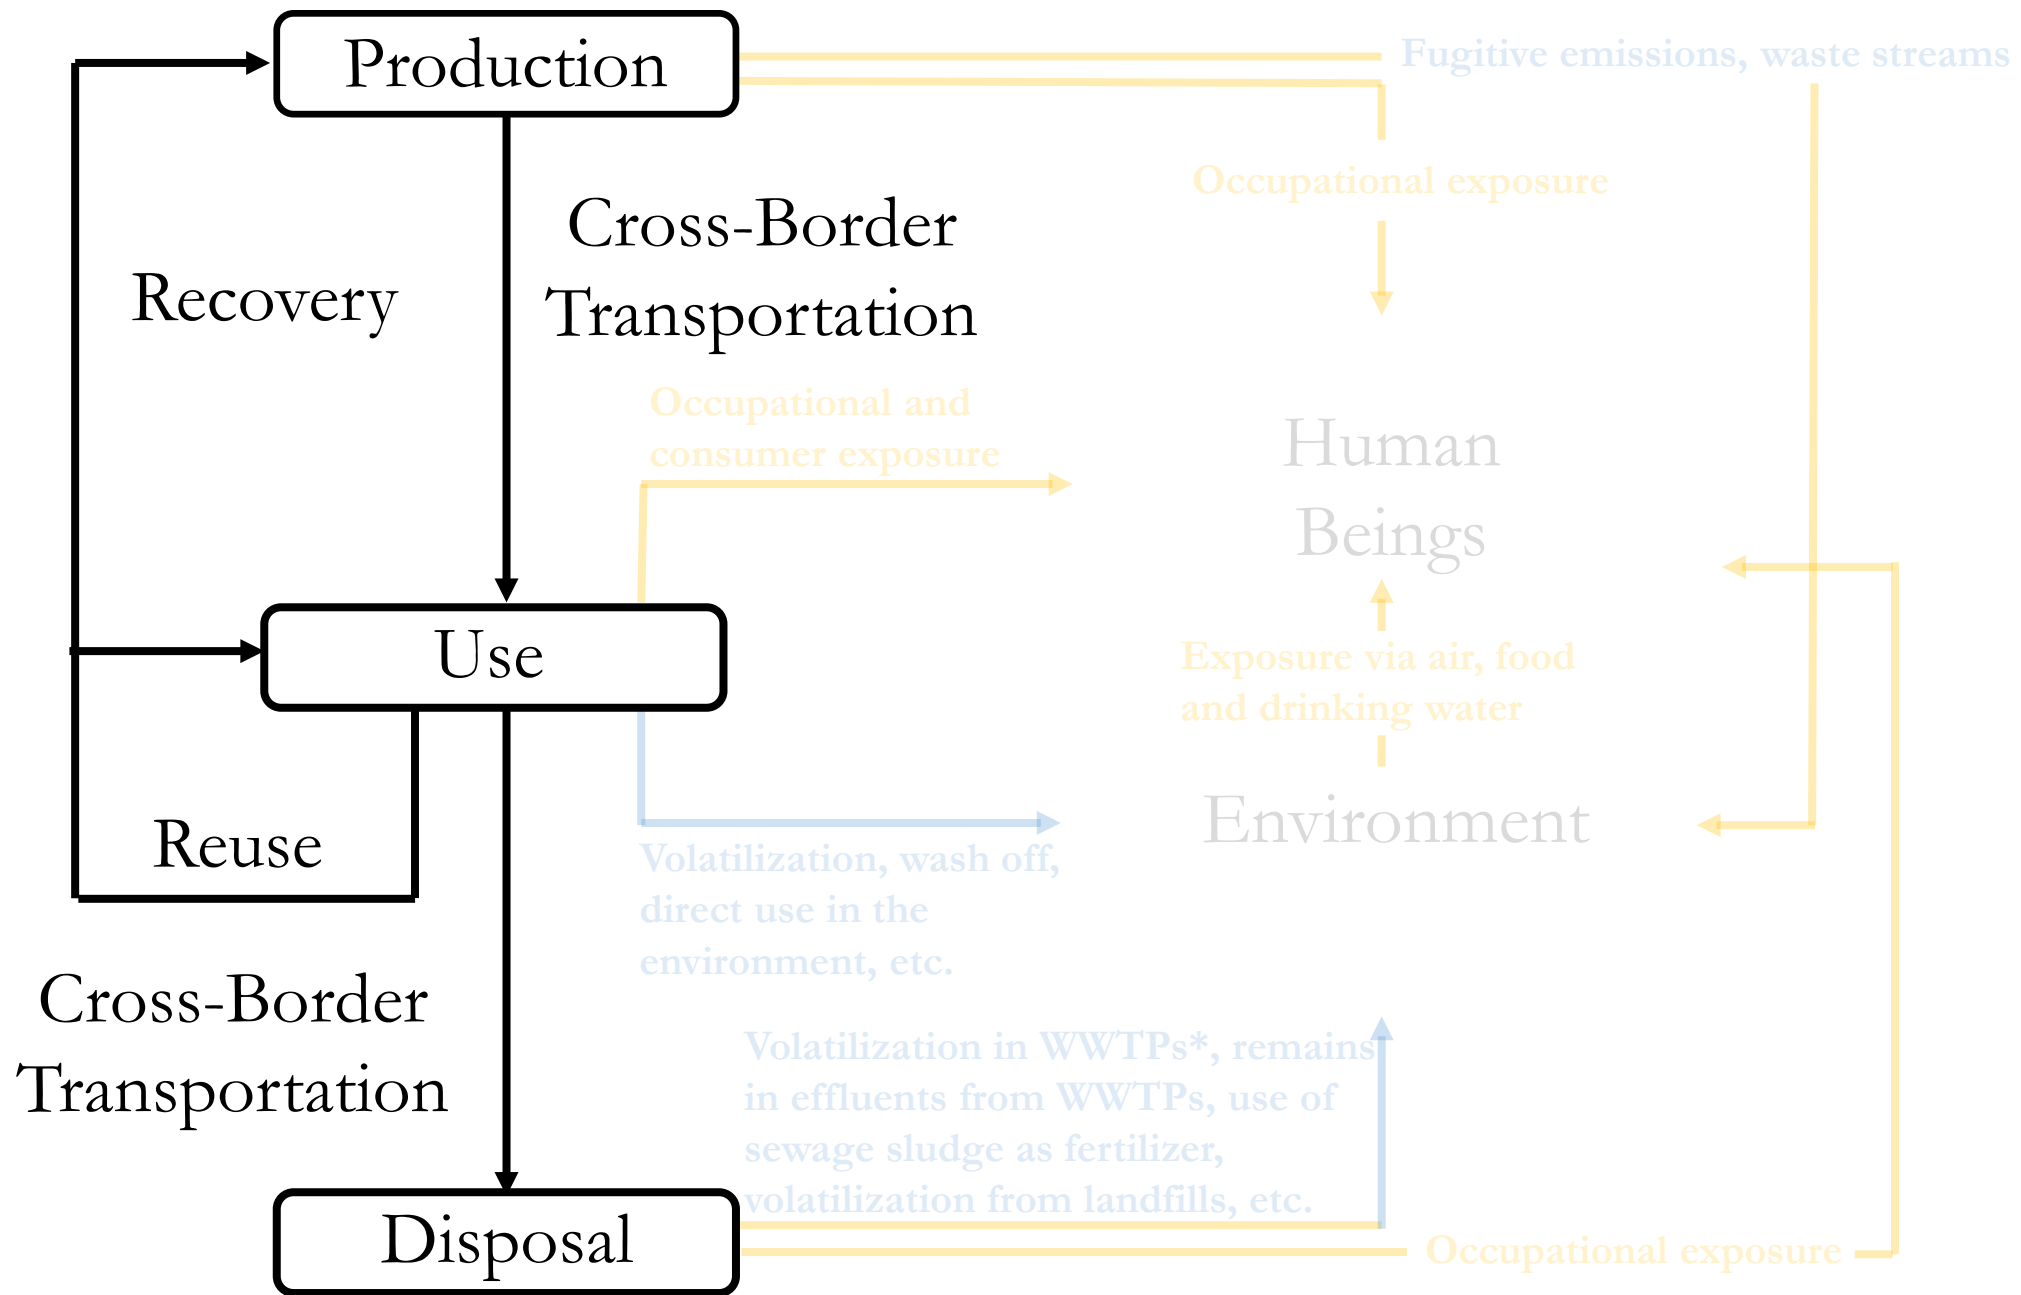 Production
Fugitive emissions, waste streams
Occupational exposure
Cross-Border
Transportation
Recovery
Occupational and
consumer exposure
Human
Beings
Use
Exposure via air, food
and drinking water
Environment
Reuse
Volatilization, wash off,
direct use in the
environment, etc.
Cross-Border
Transportation
Volatilization in WWTPs*, remains
in effluents from WWTPs, use of
sewage sludge as fertilizer,
volatilization from landfills, etc.
Disposal
Occupational exposure